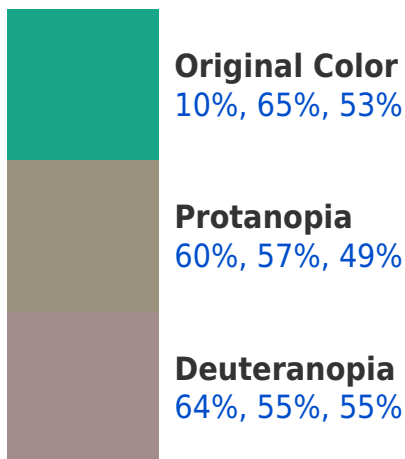 Original Color
10%, 65%, 53%
Protanopia
60%, 57%, 49%
Deuteranopia
64%, 55%, 55%